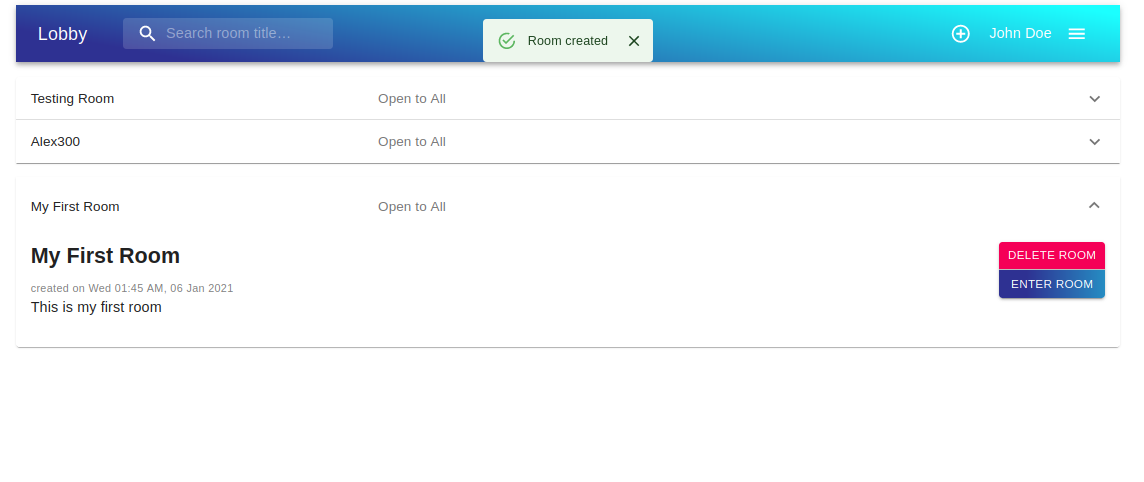 Lobby
Search room title...
Room created
John Doe
Testing Room Open to All
Alex300 Open to All
My First Room Open to All
My First Room
created on Wed 01:45 AM, 06 Jan 2021
This is my first room
DELETE ROOM
ENTER ROOM